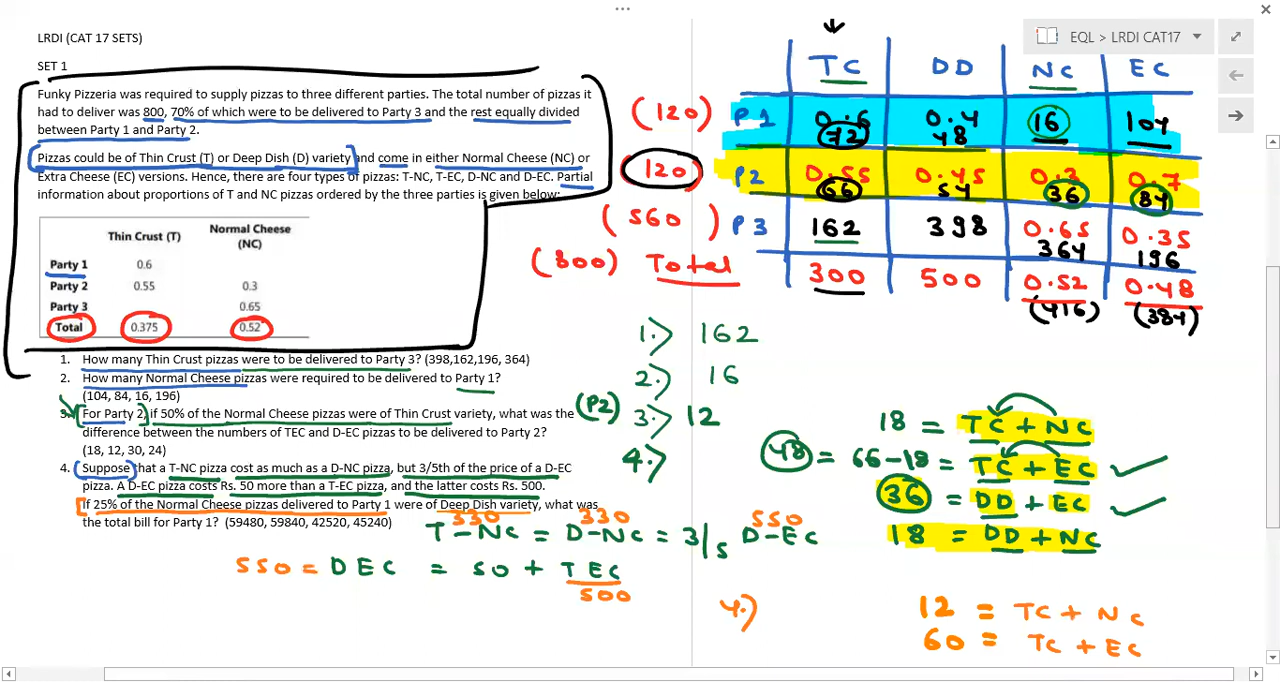 EQL > LRDI CAT17
LRDI (CAT 17 SETS)
SET 1
Funky Pizzeria was required to supply pizzas to three different parties. The total number of pizzas it
had to deliver was 800, 70% of which were to be delivered to Party 3 and the rest equally divided
between Party 1 and Party 2.
Pizzas could be of Thin Crust (T) or Deep Dish (D) variety and come in either Normal Cheese (NC) or
Extra Cheese (EC) versions. Hence, there are four types of pizzas: T-NC, T-EC, D-NC and D-EC. Partial
information about proportions of T and NC pizzas ordered by the three parties is given below:
Thin Crust (T) Normal Cheese (NC)
Party 1 0.6
Party 2 0.55 0.3
Party 3 0.65
Total 0.375 0.52
1. How many Thin Crust pizzas were to be delivered to Party 3? (398,162,196, 364)
2. How many Normal Cheese pizzas were required to be delivered to Party 1?
(104, 84, 16, 196)
3. For Party 2, if 50% of the Normal Cheese pizzas were of Thin Crust variety, what was the
difference between the numbers of TEC and D-EC pizzas to be delivered to Party 2?
(18, 12, 30, 24)
4. Suppose that a T-NC pizza cost as much as a D-NC pizza, but 3/5th of the price of a D-EC
pizza. A D-EC pizza costs Rs. 50 more than a T-EC pizza, and the latter costs Rs. 500.
If 25% of the Normal Cheese pizzas delivered to Party 1 were of Deep Dish variety, what was
the total bill for Party 1? (59480, 59840, 42520, 45240)
TC DD NC EC
(120) P1 0.6 0.4 16 104
72 48
120 P2 0.55 0.45 0.3 0.7
66 54 36 84
(560) P3 162 398 0.65 0.35
364 196
(800) Total 300 500 0.52 0.48
(416) (384)
1.> 162
2.> 16
(P2) 3.> 12
4.>
18 = TC + NC
48 = 66-18 = TC + EC
36 = DD + EC
18 = DD + NC
330 330 550
T-NC = D-NC = 3/5 D-EC
550 = DEC = 50 + TEC
500
4.)
12 = TC + NC
60 = TC + EC